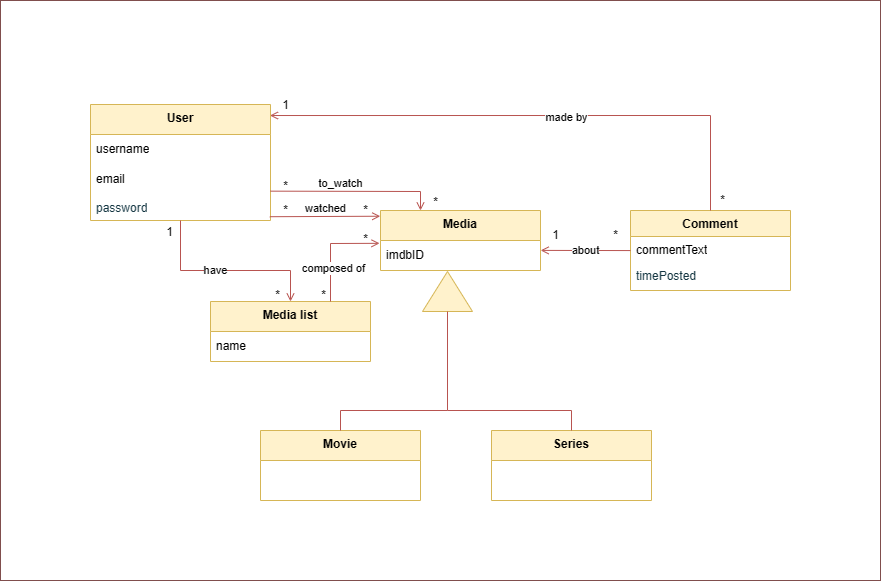 1
User
made by
username
email
* to_watch
*
password
* watched *
*
1
Media
1
*
Comment
*
imdbID
about
commentText
have
composed of
timePosted
*
*
Media list
name
Movie
Series